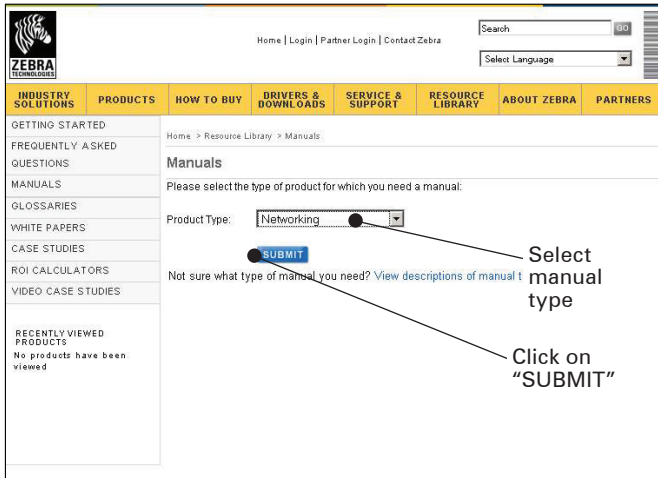 Home | Login | Partner Login | Contact Zebra
Search
GO
Select Language
ZEBRA
TECHNOLOGIES
INDUSTRY SOLUTIONS
PRODUCTS
HOW TO BUY
DRIVERS & DOWNLOADS
SERVICE & SUPPORT
RESOURCE LIBRARY
ABOUT ZEBRA
PARTNERS
GETTING STARTED
FREQUENTLY ASKED
QUESTIONS
MANUALS
GLOSSARIES
WHITE PAPERS
CASE STUDIES
ROI CALCULATORS
VIDEO CASE STUDIES
RECENTLY VIEWED
PRODUCTS
No products have been
viewed
Home > Resource Library > Manuals
Manuals
Please select the type of product for which you need a manual:
Product Type:
Networking
SUBMIT
Not sure what type of manual you need? View descriptions of manual t
Select
manual
type
Click on
“SUBMIT”